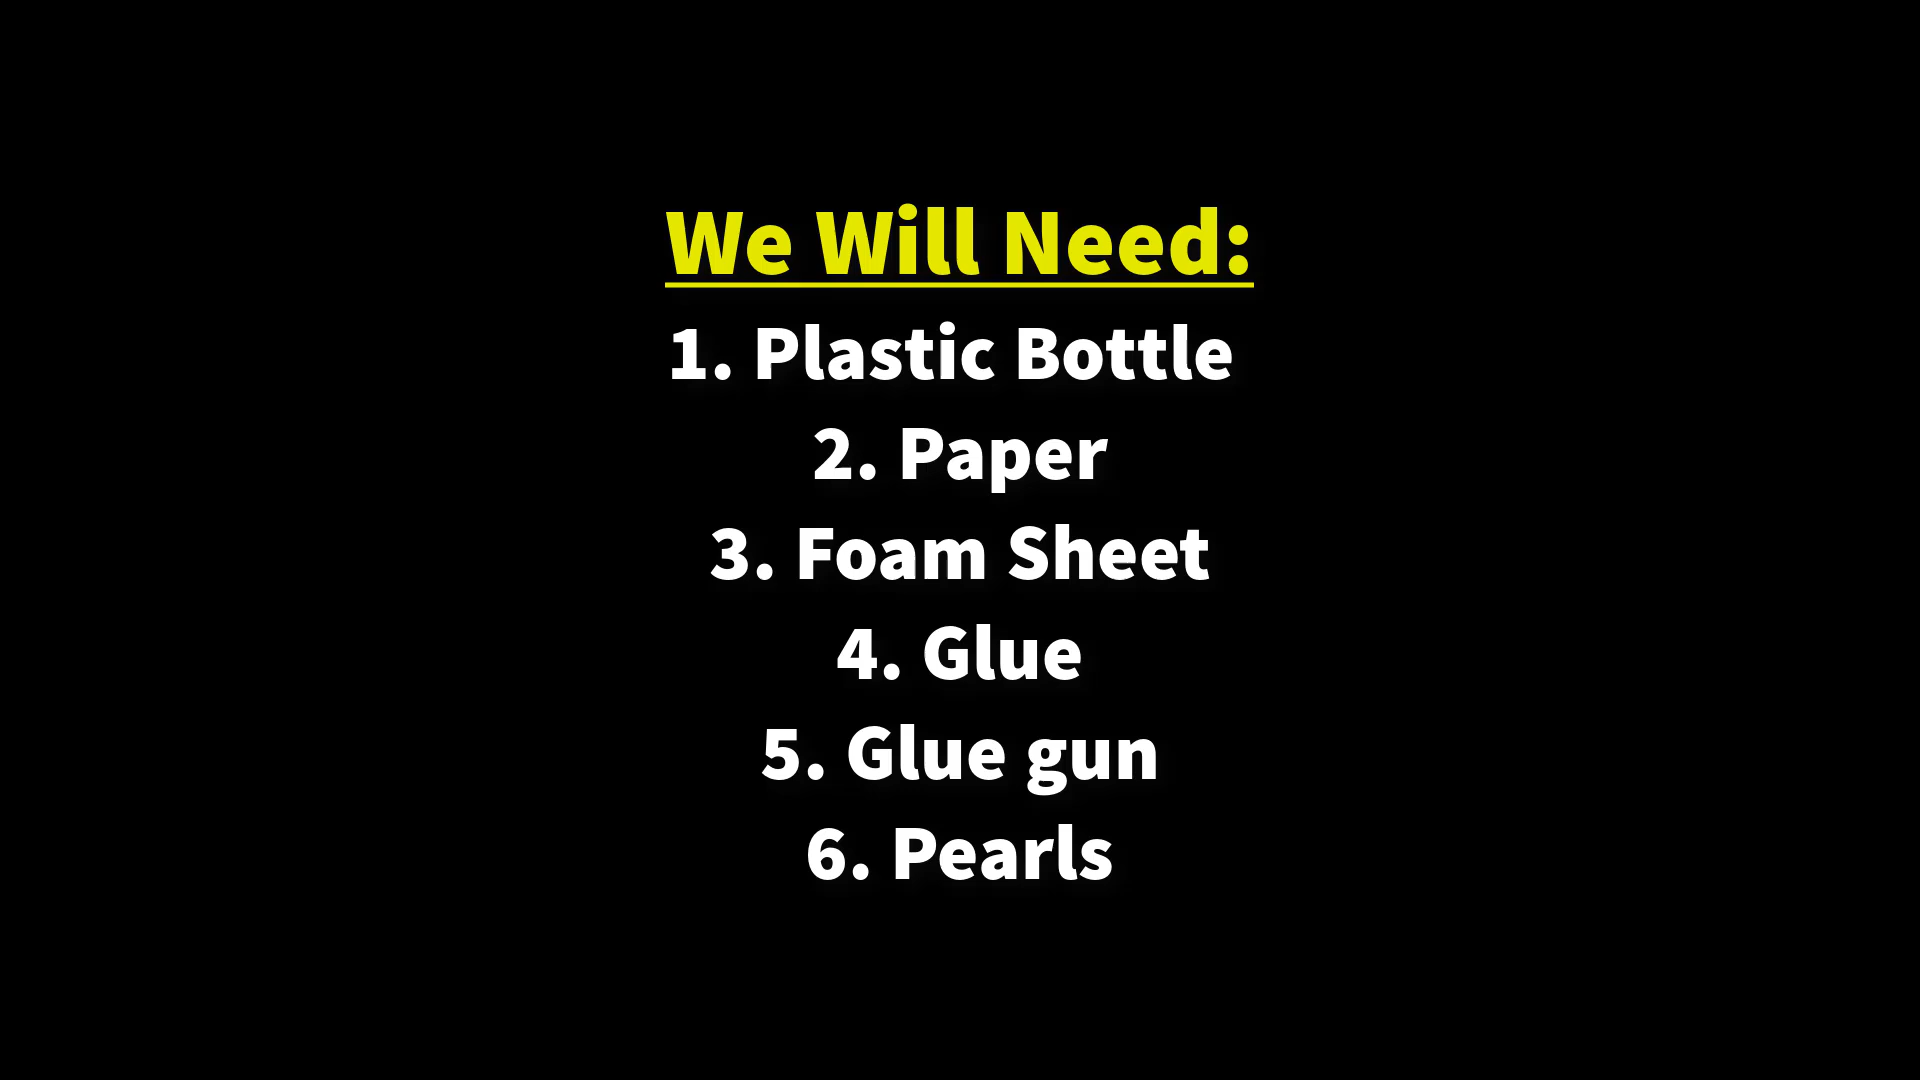 We Will Need:
1. Plastic Bottle
2. Paper
3. Foam Sheet
4. Glue
5. Glue gun
6. Pearls